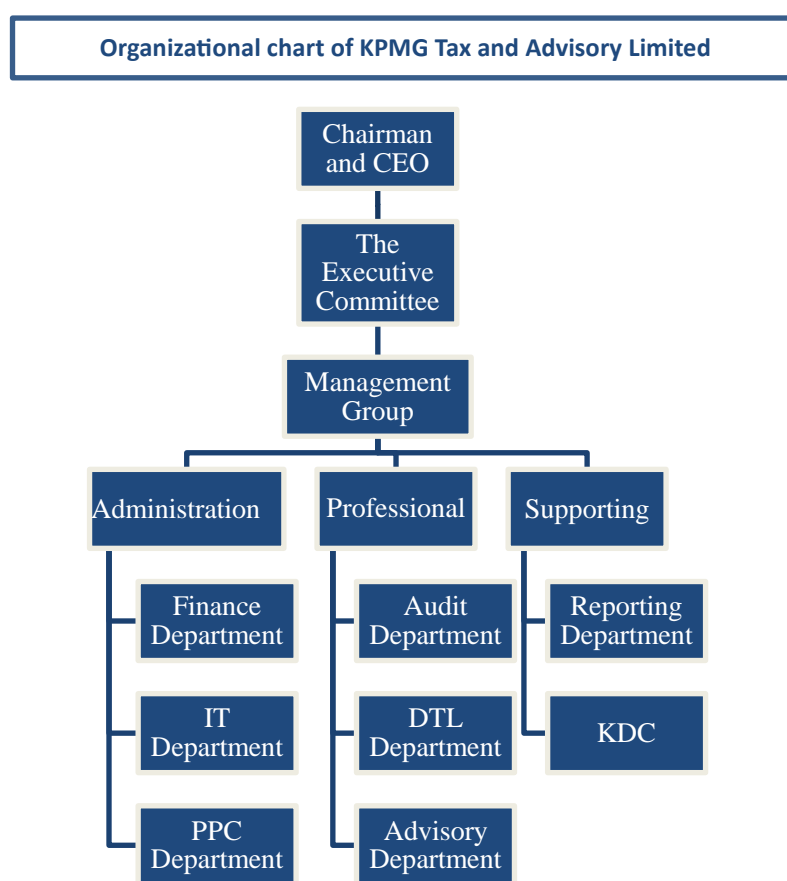 Organizational chart of KPMG Tax and Advisory Limited
Chairman
and CEO
The
Executive
Committee
Management
Group
Administration
Professional
Supporting
Finance
Department
Audit
Department
Reporting
Department
IT
Department
DTL
Department
KDC
PPC
Department
Advisory
Department